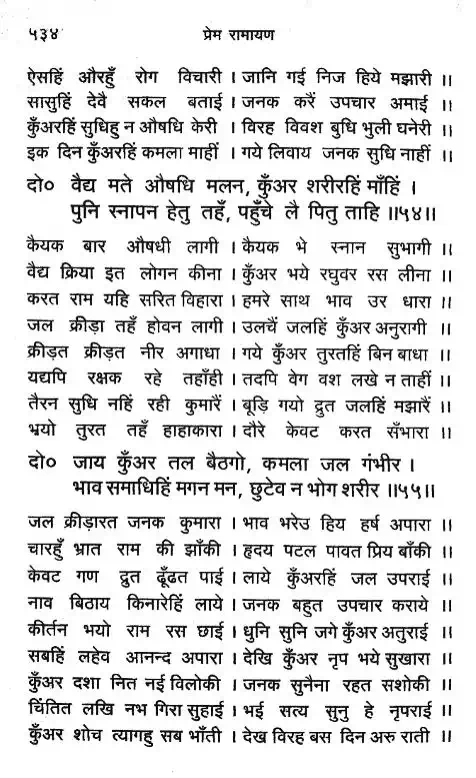 ५३४ प्रेम रामायण
ऐसहिं औरहुँ रोग विचारी । जानि गई निज हिये मझारी ।।
सासुहिं देवै सकल बताई । जनक करैं उपचार अमाई ।।
कुँअरहिं सुधिहु न औषधि केरी । विरह विवश बुधि भुली घनेरी ।।
इक दिन कुँअरहिं कमला माहीं । गये लिवाय जनक सुधि नाहीं ।।
दो० वैद्य मते औषधि मलन, कुँअर शरीरहिं माँहिं ।
पुनि स्नापन हेतु तहँ, पहुँचे लै पितु ताहि ।।५४।।
कैयक बार औषधी लागी । कैयक भे स्नान सुभागी ।।
वैद्य क्रिया इत लोगन कीना । कुँअर भये रघुवर रस लीना ।।
करत राम यहि सरित विहारा । हमरे साथ भाव उर धारा ।।
जल क्रीड़ा तहँ होवन लागी । उलचैं जलहिं कुँअर अनुरागी ।।
क्रीड़त क्रीड़त नीर अगाधा । गये कुँअर तुरतहिं बिन बाधा ।।
यद्यपि रक्षक रहे तहाँही । तदपि वेग वश लखे न ताहीं ।।
तैरन सुधि नहिं रही कुमारैं । बूड़ि गयो द्रुत जलहिं मझारैं ।।
भयो तुरत तहँ हाहाकारा । दौरे केवट करत सँभारा ।।
दो० जाय कुँअर तल बैठगो, कमला जल गंभीर ।
भाव समाधिहिं मगन मन, छुटेव न भोग शरीर ।।५५।।
जल क्रीड़ारत जनक कुमारा । भाव भरेउ हिय हर्ष अपारा ।।
चारहुँ भ्रात राम की झाँकी । हृदय पटल पावत प्रिय बाँकी ।।
केवट गण द्रुत ढूँढत पाई । लाये कुँअरहिं जल उपराई ।।
नाव बिठाय किनारेहिं लाये । जनक बहुत उपचार कराये ।।
कीर्तन भयो राम रस छाई । धुनि सुनि जगे कुँअर अतुराई ।।
सबहिं लहेव आनन्द अपारा । देखि कुँअर नृप भये सुखारा ।।
कुँअर दशा नित नई विलोकी । जनक सुनैना रहत सशोकी ।।
चिंतित लखि नभ गिरा सुहाई । भई सत्य सुनु हे नृपराई ।।
कुँअर शोच त्यागहु सब भाँती । देख विरह बस दिन अरु राती ।।